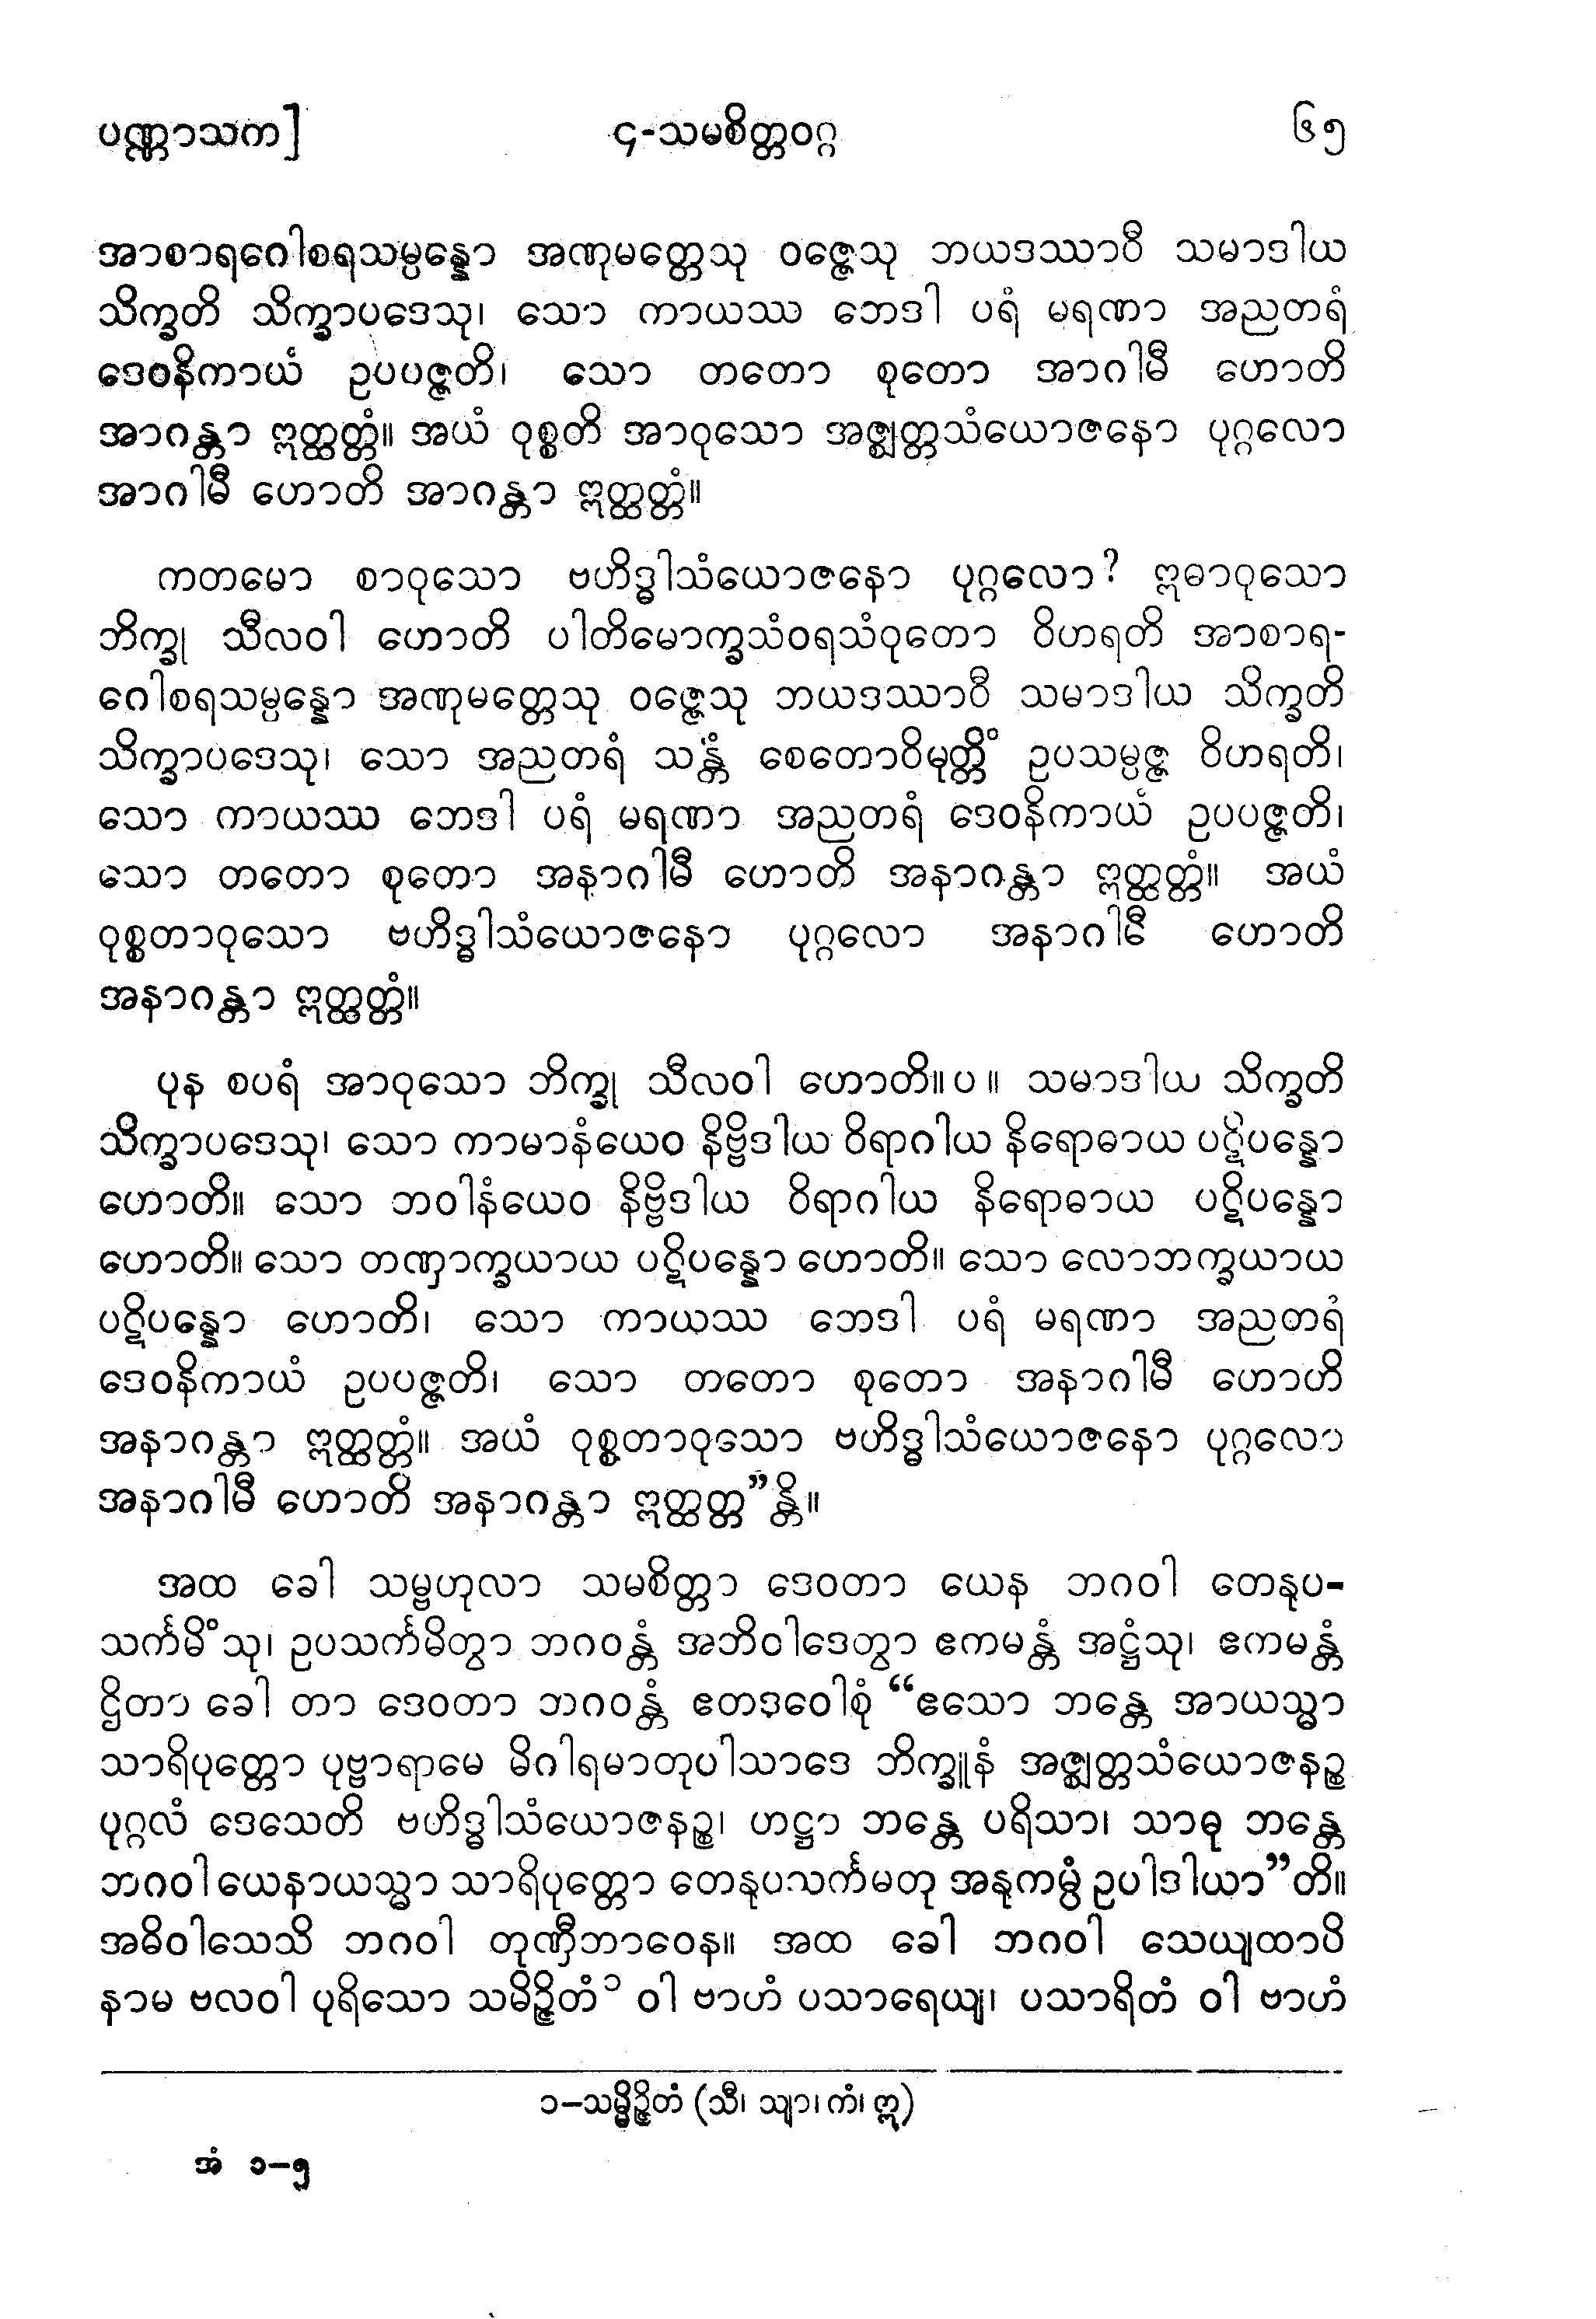 ပဏ္ဏာသက] ၄-သမစိတ္တဝဂ္ဂ ၆၅
အာစာရဂေါစရသမ္ပန္နော အဏုမတ္တေသု ဝဇ္ဇေသု ဘယဒဿာဝီ သမာဒါယ
သိက္ခတိ သိက္ခာပဒေသု၊ သော ကာယဿ ဘေဒါ ပရံ မရဏာ အညတရံ
ဒေဝနိကာယံ ဥပပဇ္ဇတိ၊ သော တတော စုတော အာဂါမီ ဟောတိ
အာဂန္တာ ဣတ္ထတ္တံ။ အယံ ဝုစ္စတိ အာဝုသော အဇ္ဈတ္တသံယောဇနော ပုဂ္ဂလော
အာဂါမီ ဟောတိ အာဂန္တာ ဣတ္ထတ္တံ။
ကတမော စာဝုသော ဗဟိဒ္ဓါသံယောဇနော ပုဂ္ဂလော? ဣဓာဝုသော
ဘိက္ခု သီလဝါ ဟောတိ ပါတိမောက္ခသံဝရသံဝုတော ဝိဟရတိ အာစာရ-
ဂေါစရသမ္ပန္နော အဏုမတ္တေသု ဝဇ္ဇေသု ဘယဒဿာဝီ သမာဒါယ သိက္ခတိ
သိက္ခာပဒေသု၊ သော အညတရံ သန္တံ စေတောဝိမုတ္တိံ ဥပသမ္ပဇ္ဇ ဝိဟရတိ၊
သော ကာယဿ ဘေဒါ ပရံ မရဏာ အညတရံ ဒေဝနိကာယံ ဥပပဇ္ဇတိ၊
သော တတော စုတော အနာဂါမီ ဟောတိ အနာဂန္တာ ဣတ္ထတ္တံ။ အယံ
ဝုစ္စတာဝုသော ဗဟိဒ္ဓါသံယောဇနော ပုဂ္ဂလော အနာဂါမီ ဟောတိ
အနာဂန္တာ ဣတ္ထတ္တံ။
ပုန စပရံ အာဝုသော ဘိက္ခု သီလဝါ ဟောတိ။ပ။ သမာဒါယ သိက္ခတိ
သိက္ခာပဒေသု၊ သော ကာမာနံယေဝ နိဗ္ဗိဒါယ ဝိရာဂါယ နိရောဓာယ ပဋိပန္နော
ဟောတိ။ သော ဘဝါနံယေဝ နိဗ္ဗိဒါယ ဝိရာဂါယ နိရောဓာယ ပဋိပန္နော
ဟောတိ။ သော တဏှာက္ခယာယ ပဋိပန္နော ဟောတိ။ သော လောဘက္ခယာယ
ပဋိပန္နော ဟောတိ၊ သော ကာယဿ ဘေဒါ ပရံ မရဏာ အညတရံ
ဒေဝနိကာယံ ဥပပဇ္ဇတိ၊ သော တတော စုတော အနာဂါမီ ဟောဟိ
အနာဂန္တာ ဣတ္ထတ္တံ။ အယံ ဝုစ္စတာဝုသော ဗဟိဒ္ဓါသံယောဇနော ပုဂ္ဂလော
အနာဂါမီ ဟောတိ အနာဂန္တာ ဣတ္ထတ္တ”န္တိ။
အထ ခေါ သမ္ဗဟုလာ သမစိတ္တာ ဒေဝတာ ယေန ဘဂဝါ တေနုပ-
သင်္ကမိံသု၊ ဥပသင်္ကမိတွာ ဘဂဝန္တံ အဘိဝါဒေတွာ ဧကမန္တံ အဋ္ဌံသု၊ ဧကမန္တံ
ဌိတာ ခေါ တာ ဒေဝတာ ဘဂဝန္တံ ဧတဒဝေါစုံ “ဧသော ဘန္တေ အာယသ္မာ
သာရိပုတ္တော ပုဗ္ဗာရာမေ မိဂါရမာတုပါသာဒေ ဘိက္ခူနံ အဇ္ဈတ္တသံယောဇနဉ္စ
ပုဂ္ဂလံ ဒေသေတိ ဗဟိဒ္ဓါသံယောဇနဉ္စ၊ ဟဋ္ဌာ ဘန္တေ ပရိသာ၊ သာဓု ဘန္တေ
ဘဂဝါ ယေနာယသ္မာ သာရိပုတ္တော တေနုပသင်္ကမတု အနုကမ္ပံ ဥပါဒါယာ”တိ။
အဓိဝါသေသိ ဘဂဝါ တုဏှီဘာဝေန။ အထ ခေါ ဘဂဝါ သေယျထာပိ
နာမ ဗလဝါ ပုရိသော သမိဉ္ဇိတံ ၁ ဝါ ဗာဟံ ပသာရေယျ၊ ပသာရိတံ ဝါ ဗာဟံ
၁–သမ္မိဉ္ဇိတံ (သီ၊ သျာ၊ ကံ၊ ဣ)
အံ ၁–၅